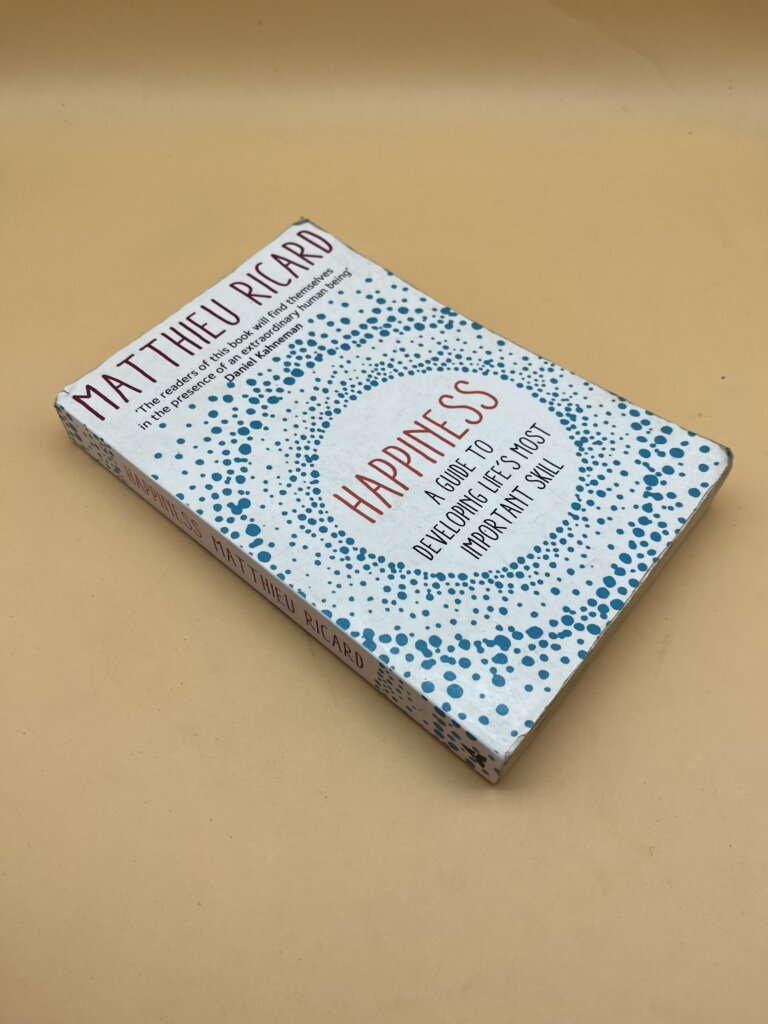 MATTHIEU RICARD
'The readers of this book will find themselves
in the presence of an extraordinary human being'
Daniel Kahneman
HAPPINESS
A GUIDE TO
DEVELOPING LIFE'S MOST
IMPORTANT SKILL
HAPPINESS MATTHIEU RICARD